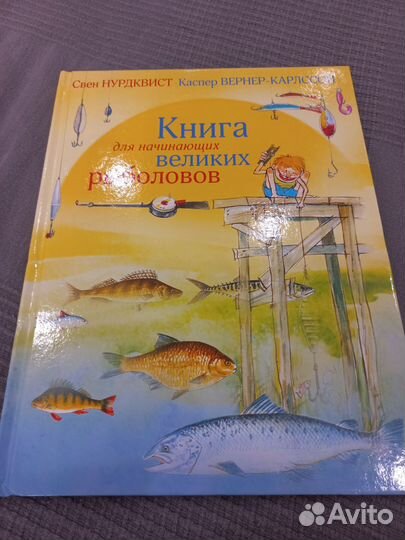 Свен НУРДКВИСТ · Каспер ВЕРНЕР-КАРЛССОН
Книга
для начинающих
великих
рыболовов
Avito